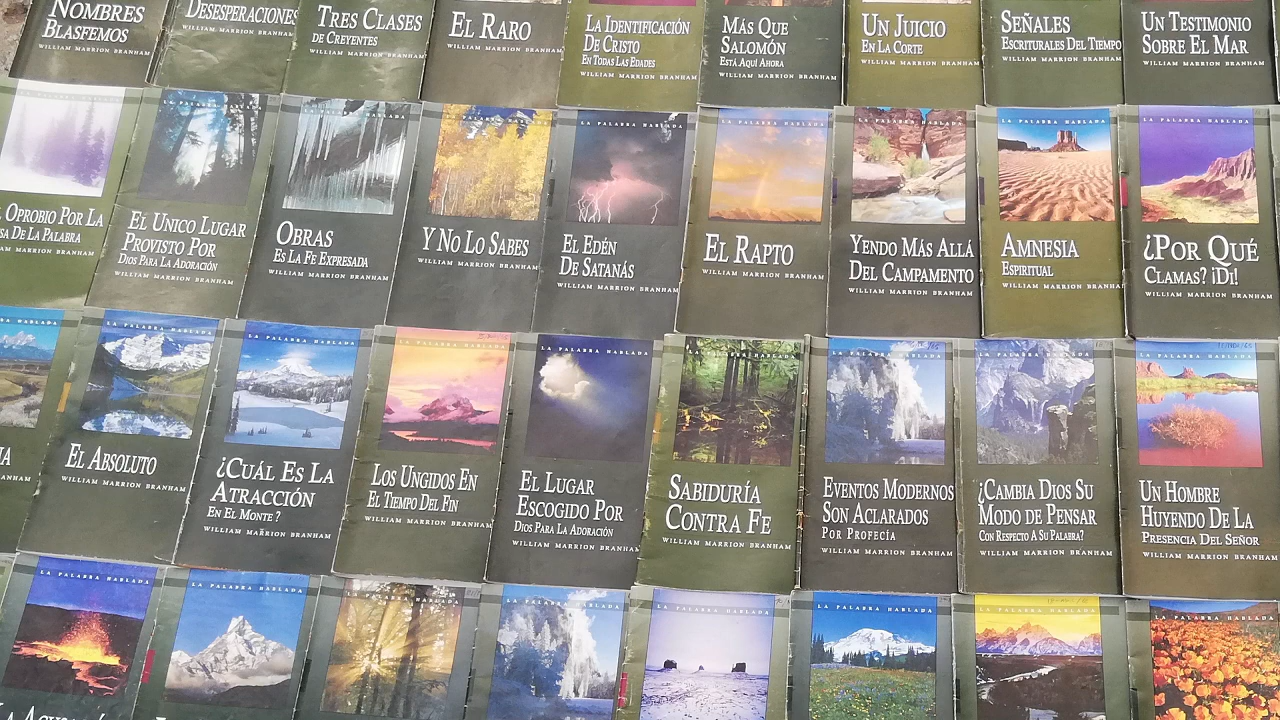 NOMBRES
BLASFEMOS
WILLIAM MARRION BRANHAM
DESESPERACIONES
WILLIAM MARRION BRANHAM
TRES CLASES
DE CREYENTES
WILLIAM MARRION BRANHAM
EL RARO
WILLIAM MARRION BRANHAM
LA IDENTIFICACIÓN
DE CRISTO
EN TODAS LAS EDADES
WILLIAM MARRION BRANHAM
MÁS QUE
SALOMÓN
ESTÁ AQUÍ AHORA
WILLIAM MARRION BRANHAM
UN JUICIO
EN LA CORTE
WILLIAM MARRION BRANHAM
SEÑALES
ESCRITURALES DEL TIEMPO
WILLIAM MARRION BRANHAM
UN TESTIMONIO
SOBRE EL MAR
WILLIAM MARRION BRANHAM
OPROBIO POR LA
DE LA PALABRA
MARRION BRANHAM
LA PALABRA HABLADA
EL UNICO LUGAR
PROVISTO POR
DIOS PARA LA ADORACIÓN
WILLIAM MARRION BRANHAM
LA PALABRA HABLADA
OBRAS
ES LA FE EXPRESADA
WILLIAM MARRION BRANHAM
LA PALABRA HABLADA
Y NO LO SABES
WILLIAM MARRION BRANHAM
LA PALABRA HABLADA
EL EDÉN
DE SATANÁS
WILLIAM MARRION BRANHAM
LA PALABRA HABLADA
EL RAPTO
WILLIAM MARRION BRANHAM
LA PALABRA HABLADA
YENDO MÁS ALLÁ
DEL CAMPAMENTO
WILLIAM MARRION BRANHAM
LA PALABRA HABLADA
AMNESIA
ESPIRITUAL
WILLIAM MARRION BRANHAM
LA PALABRA HABLADA
¿POR QUÉ
CLAMAS? ¡DI!
WILLIAM MARRION BRANHAM
HABLADA
LA PALABRA HABLADA
EL ABSOLUTO
WILLIAM MARRION BRANHAM
LA PALABRA HABLADA
¿CUÁL ES LA
ATRACCIÓN
EN EL MONTE?
WILLIAM MARRION BRANHAM
LA PALABRA HABLADA
LOS UNGIDOS EN
EL TIEMPO DEL FIN
WILLIAM MARRION BRANHAM
LA PALABRA HABLADA
EL LUGAR
ESCOGIDO POR
DIOS PARA LA ADORACIÓN
WILLIAM MARRION BRANHAM
LA PALABRA HABLADA
SABIDURÍA
CONTRA FE
WILLIAM MARRION BRANHAM
LA PALABRA HABLADA
EVENTOS MODERNOS
SON ACLARADOS
POR PROFECÍA
WILLIAM MARRION BRANHAM
LA PALABRA HABLADA
¿CAMBIA DIOS SU
MODO DE PENSAR
CON RESPECTO A SU PALABRA?
WILLIAM MARRION BRANHAM
LA PALABRA HABLADA
UN HOMBRE
HUYENDO DE LA
PRESENCIA DEL SEÑOR
WILLIAM MARRION BRANHAM
LA PALABRA HABLADA
LA PALABRA HABLADA
LA PALABRA HABLADA
LA PALABRA HABLADA
LA PALABRA HABLADA
LA PALABRA HABLADA
LA PALABRA HABLADA
LA PALABRA HABLADA